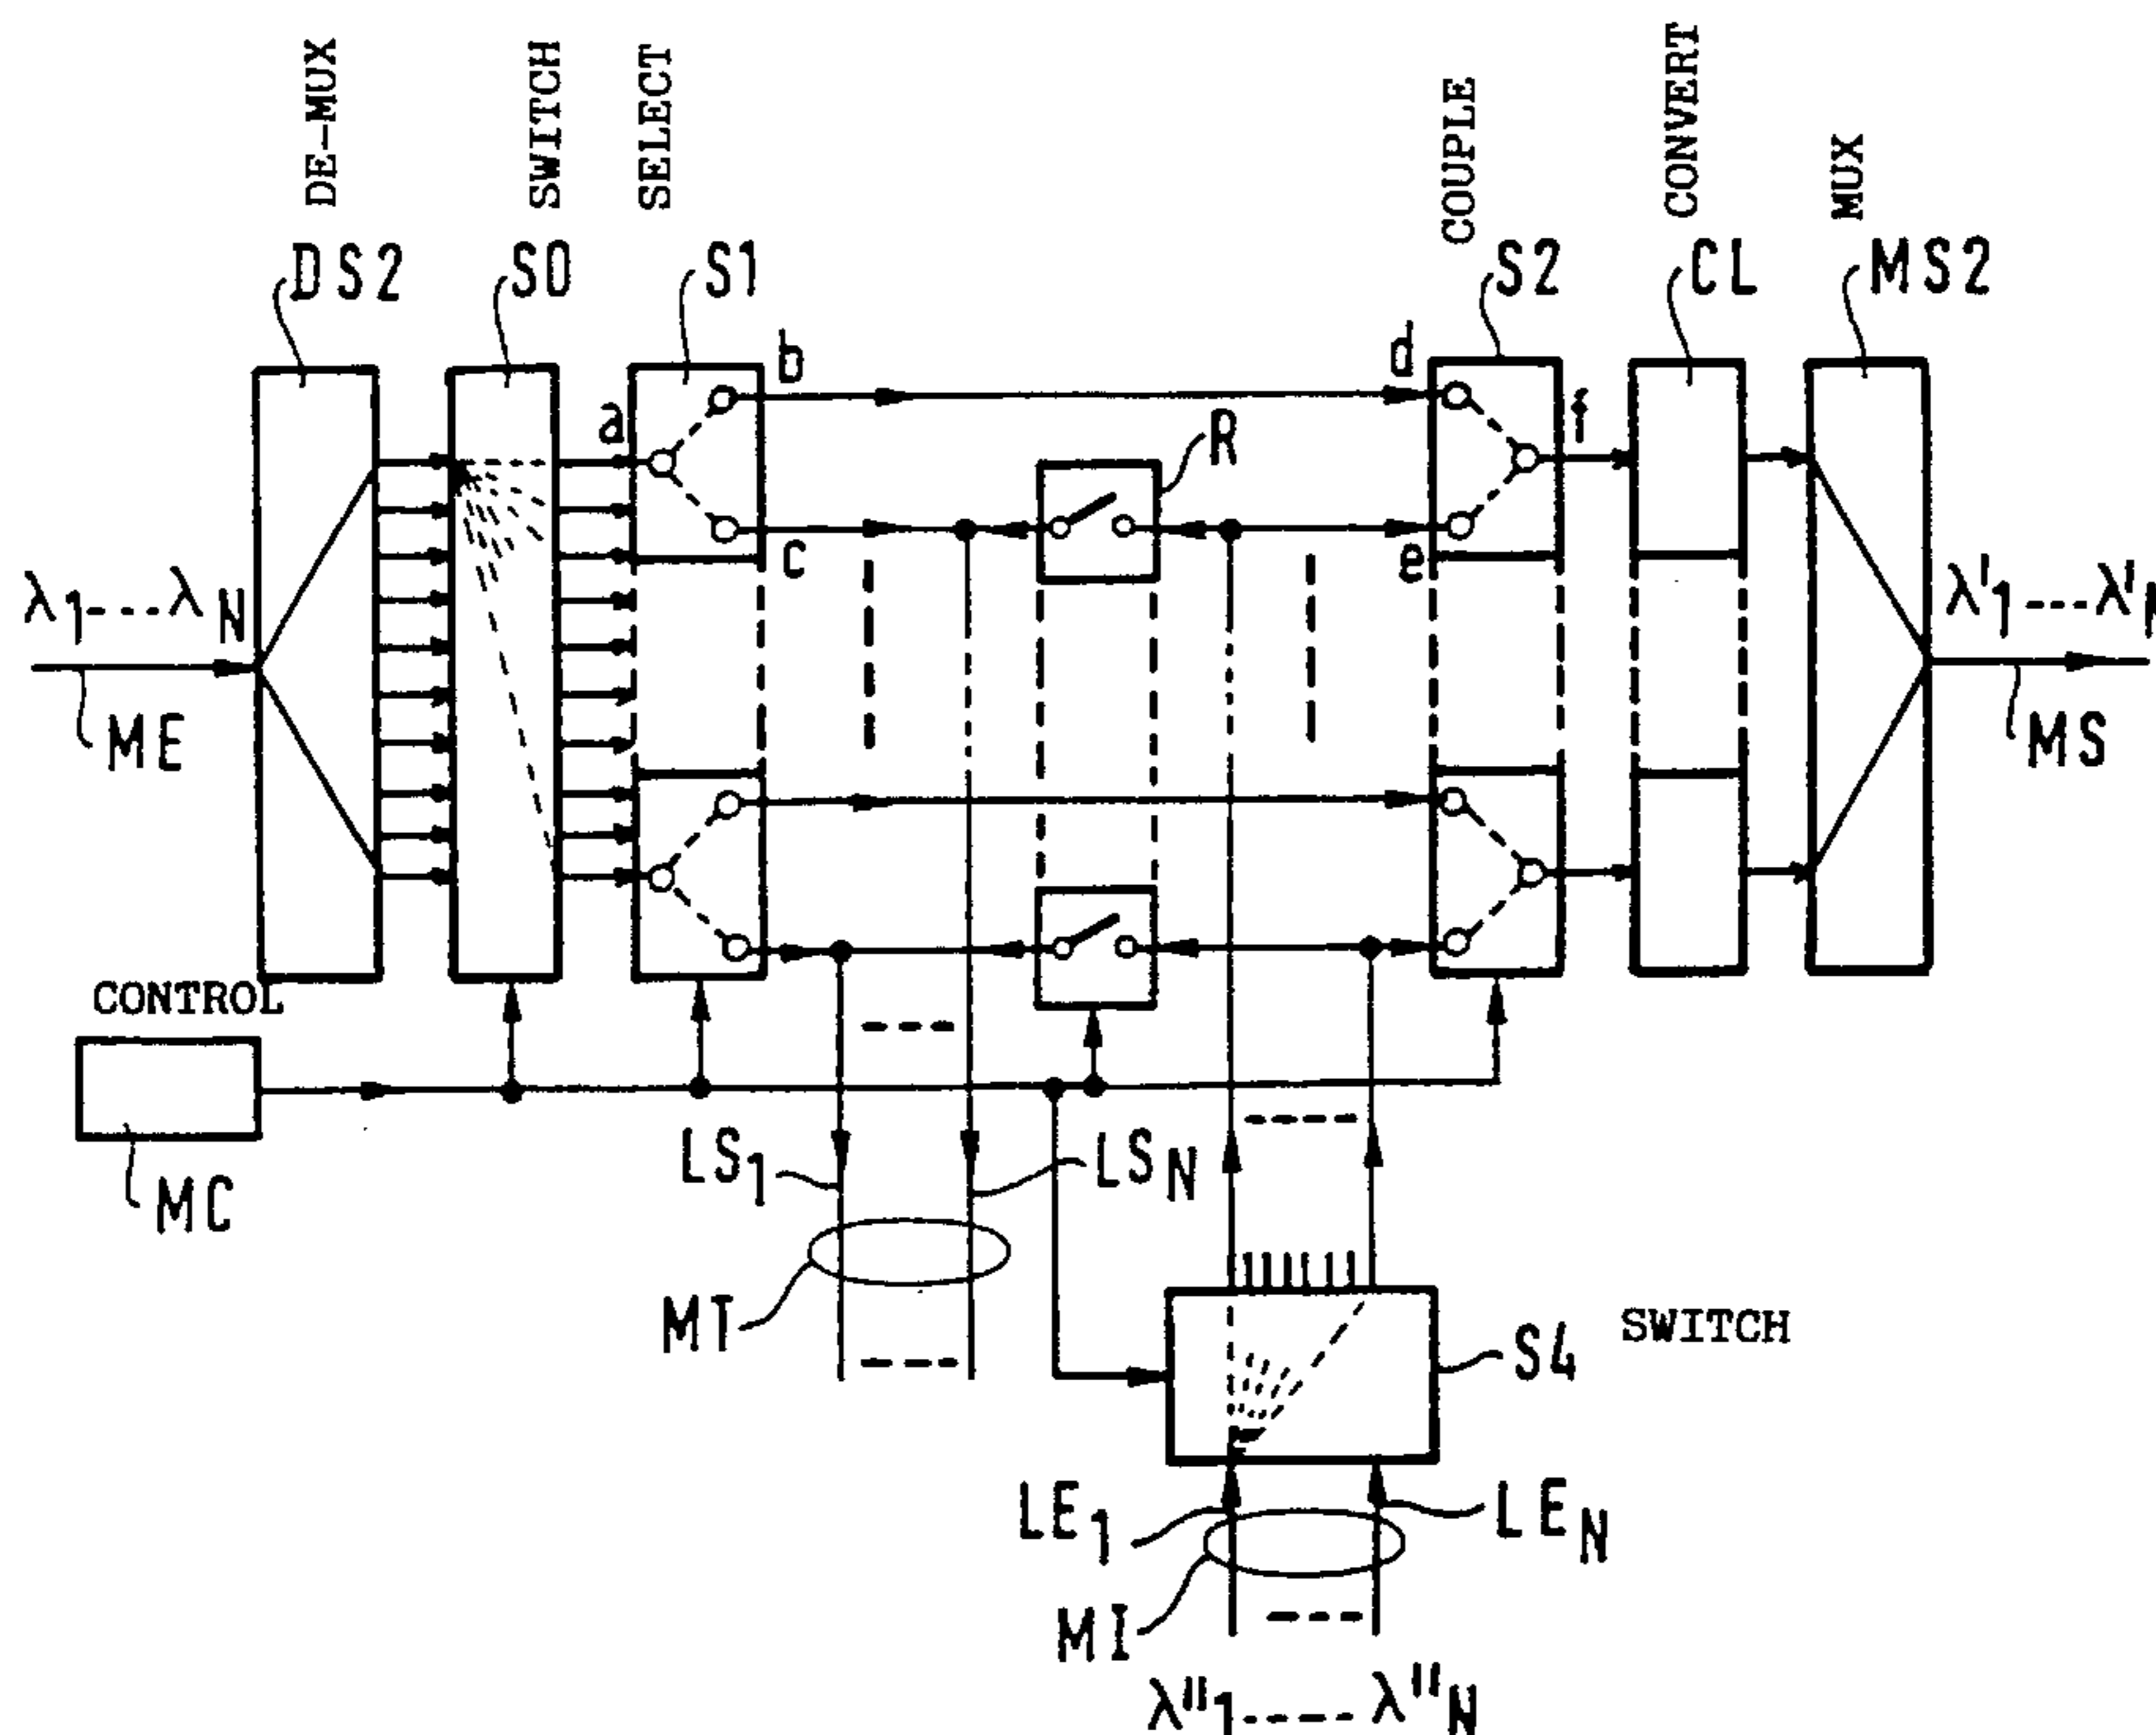 DE-MUX
SWITCH
SELECT
COUPLE
CONVERT
MUX
DS2
S0
S1
S2
CL
MS2
a
b
c
d
e
f
R
λ1---λN
ME
λ'1---λ'N
MS
CONTROL
MC
LS1
LSN
MT
S4
SWITCH
LE1
LEN
MI
λ"1-----λ"N